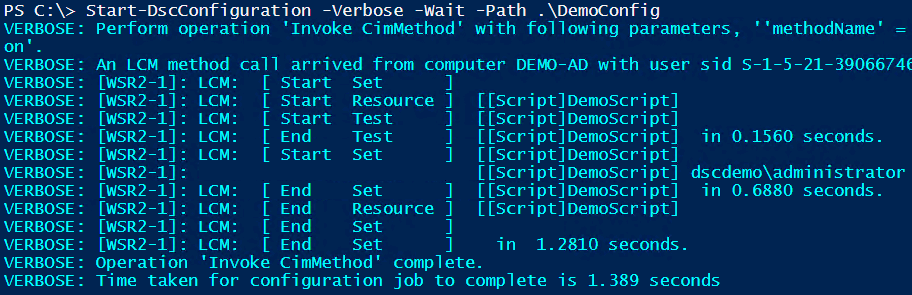 PS C:\> Start-DscConfiguration -Verbose -Wait -Path .\DemoConfig
VERBOSE: Perform operation 'Invoke CimMethod' with following parameters, ''methodName' =
on'.
VERBOSE: An LCM method call arrived from computer DEMO-AD with user sid S-1-5-21-39066746
VERBOSE: [WSR2-1]: LCM:  [ Start  Set      ]
VERBOSE: [WSR2-1]: LCM:  [ Start  Resource ]  [[Script]DemoScript]
VERBOSE: [WSR2-1]: LCM:  [ Start  Test     ]  [[Script]DemoScript]
VERBOSE: [WSR2-1]: LCM:  [ End    Test     ]  [[Script]DemoScript]  in 0.1560 seconds.
VERBOSE: [WSR2-1]: LCM:  [ Start  Set      ]  [[Script]DemoScript]
VERBOSE: [WSR2-1]:                            [[Script]DemoScript] dscdemo\administrator
VERBOSE: [WSR2-1]: LCM:  [ End    Set      ]  [[Script]DemoScript]  in 0.6880 seconds.
VERBOSE: [WSR2-1]: LCM:  [ End    Resource ]  [[Script]DemoScript]
VERBOSE: [WSR2-1]: LCM:  [ End    Set      ]
VERBOSE: [WSR2-1]: LCM:  [ End    Set      ]    in  1.2810 seconds.
VERBOSE: Operation 'Invoke CimMethod' complete.
VERBOSE: Time taken for configuration job to complete is 1.389 seconds